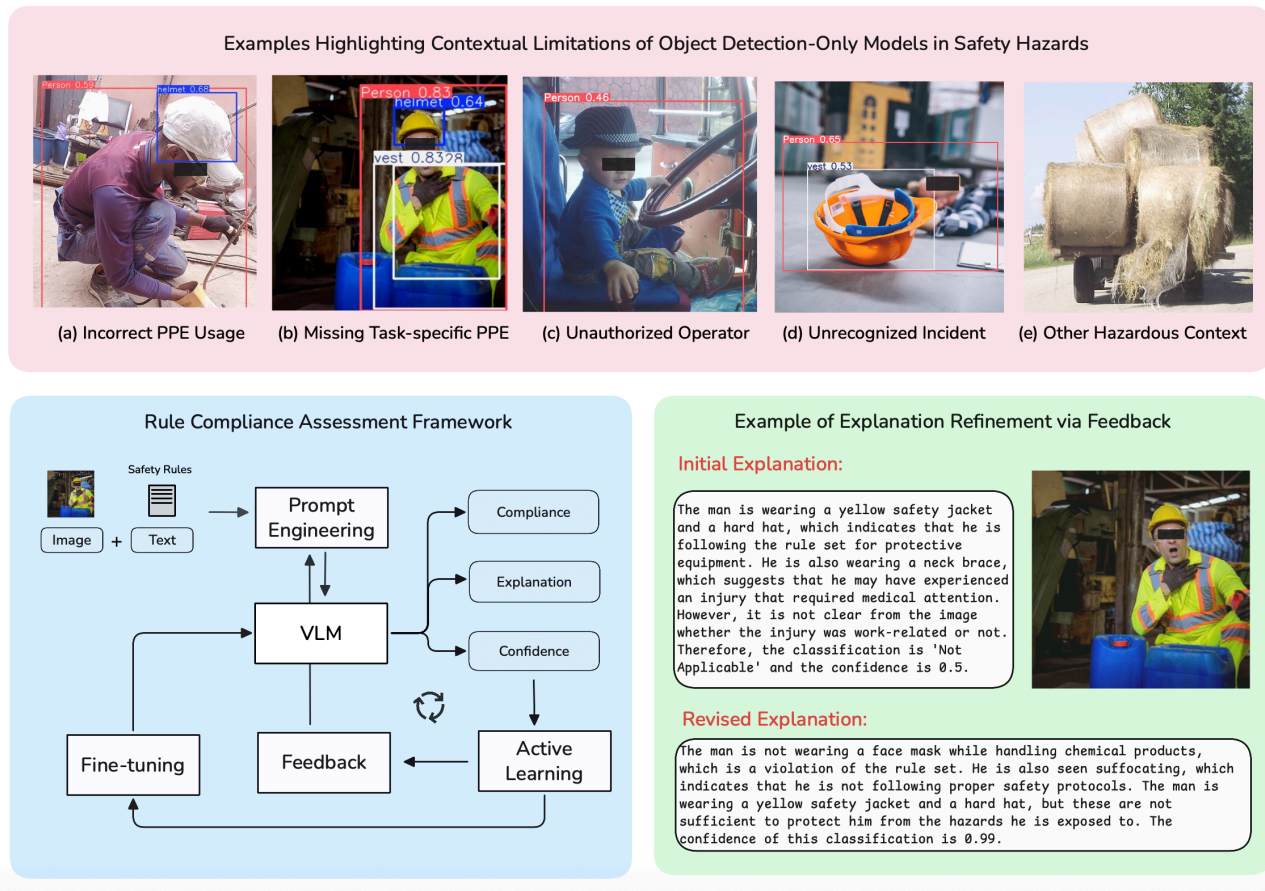 Examples Highlighting Contextual Limitations of Object Detection-Only Models in Safety Hazards
Person 0.59
helmet 0.68
Person 0.83
helmet 0.64
vest 0.8328
Person 0.46
Person 0.65
vest 0.53
(a) Incorrect PPE Usage
(b) Missing Task-specific PPE
(c) Unauthorized Operator
(d) Unrecognized Incident
(e) Other Hazardous Context
Rule Compliance Assessment Framework
Safety Rules
Image
+
Text
Prompt
Engineering
VLM
Compliance
Explanation
Confidence
Fine-tuning
Feedback
Active
Learning
Example of Explanation Refinement via Feedback
Initial Explanation:
The man is wearing a yellow safety jacket
and a hard hat, which indicates that he is
following the rule set for protective
equipment. He is also wearing a neck brace,
which suggests that he may have experienced
an injury that required medical attention.
However, it is not clear from the image
whether the injury was work-related or not.
Therefore, the classification is 'Not
Applicable' and the confidence is 0.5.
Revised Explanation:
The man is not wearing a face mask while handling chemical products,
which is a violation of the rule set. He is also seen suffocating, which
indicates that he is not following proper safety protocols. The man is
wearing a yellow safety jacket and a hard hat, but these are not
sufficient to protect him from the hazards he is exposed to. The
confidence of this classification is 0.99.